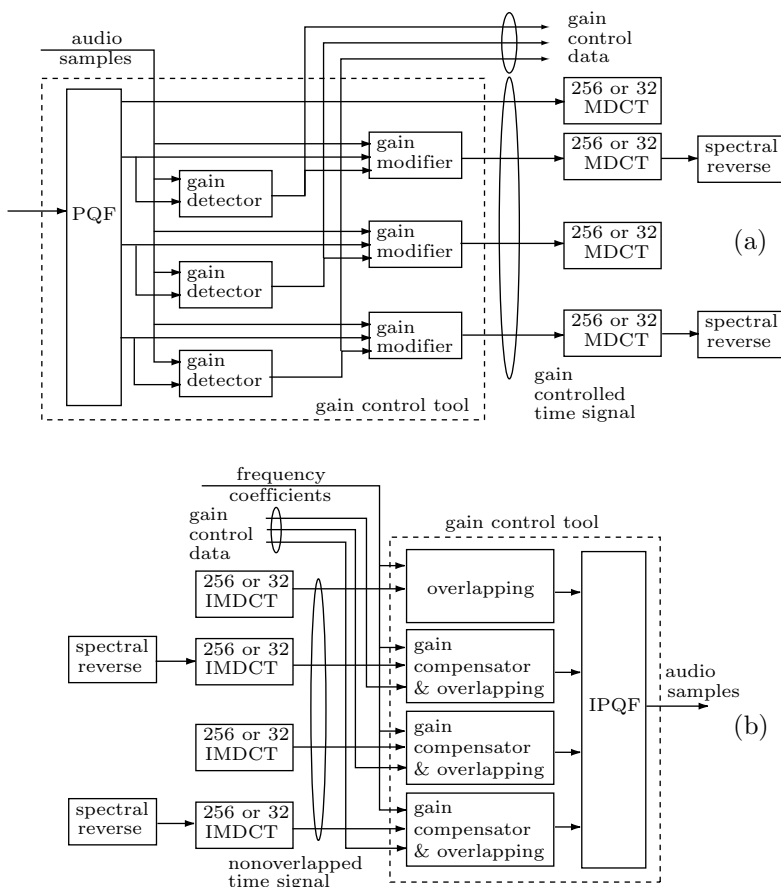 audio
samples
gain
control
data
256 or 32
MDCT
256 or 32
MDCT
spectral
reverse
gain
modifier
gain
detector
PQF
gain
modifier
256 or 32
MDCT
(a)
gain
detector
gain
modifier
256 or 32
MDCT
spectral
reverse
gain
detector
gain control tool
gain
controlled
time signal
frequency
coefficients
gain
control
data
gain control tool
256 or 32
IMDCT
overlapping
spectral
reverse
256 or 32
IMDCT
gain
compensator
& overlapping
IPQF
audio
samples
(b)
256 or 32
IMDCT
gain
compensator
& overlapping
spectral
reverse
256 or 32
IMDCT
gain
compensator
& overlapping
nonoverlapped
time signal